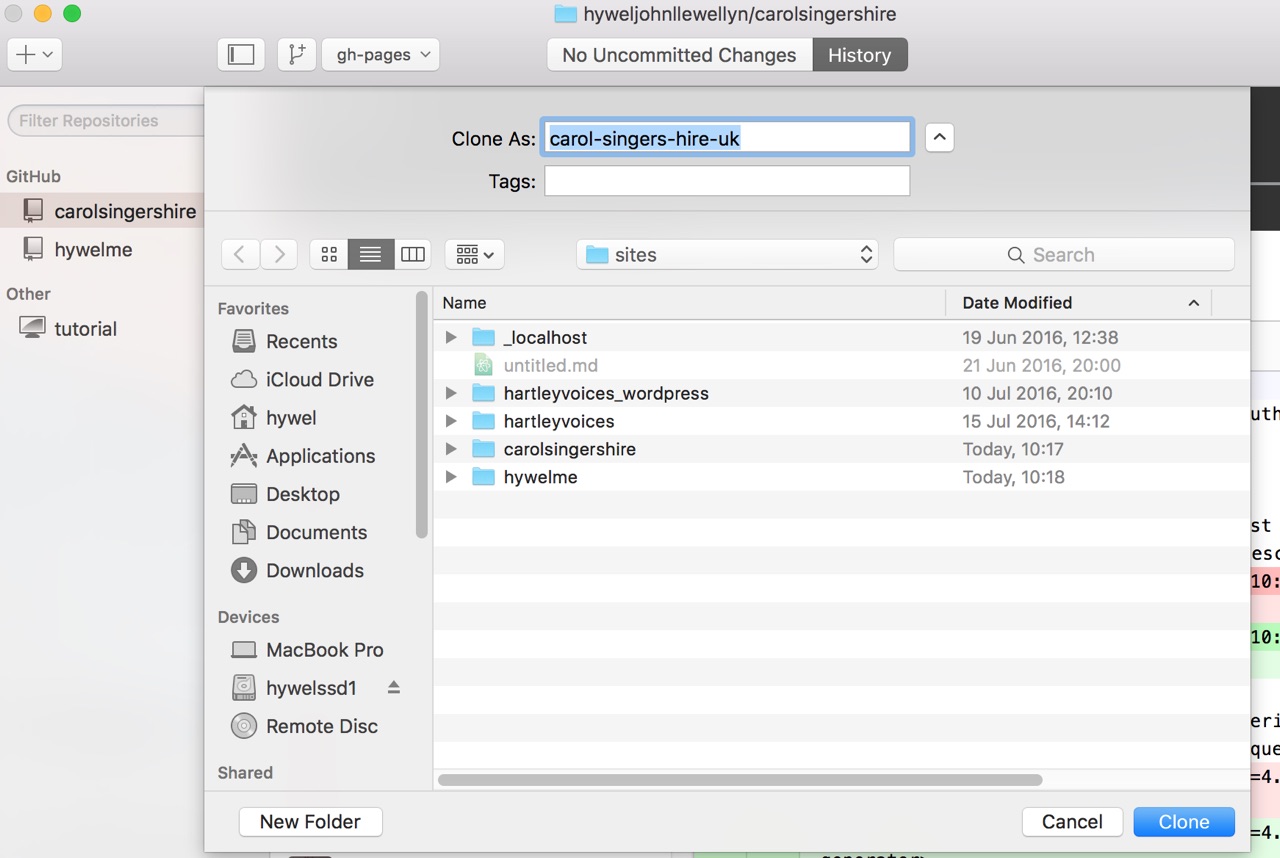 hyweljohnllewellyn/carolsingershire
gh-pages
No Uncommitted Changes
History
Filter Repositories
GitHub
carolsingershire
hywelme
Other
tutorial
Clone As:
carol-singers-hire-uk
Tags:
sites
Search
Favorites
Recents
iCloud Drive
hywel
Applications
Desktop
Documents
Downloads
Devices
MacBook Pro
hywelssd1
Remote Disc
Shared
Name Date Modified
_localhost 19 Jun 2016, 12:38
untitled.md 21 Jun 2016, 20:00
hartleyvoices_wordpress 10 Jul 2016, 20:10
hartleyvoices 15 Jul 2016, 14:12
carolsingershire Today, 10:17
hywelme Today, 10:18
uth
st
esc
10:
10:
eri
que
=4.
=4.
New Folder
Cancel
Clone